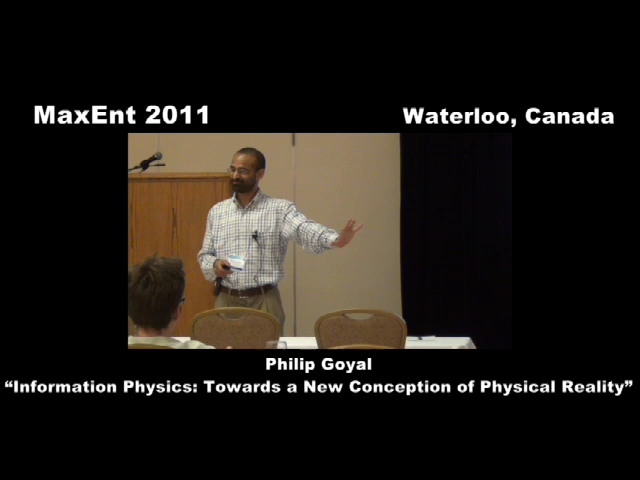 MaxEnt 2011
Waterloo, Canada
Philip Goyal
“Information Physics: Towards a New Conception of Physical Reality”